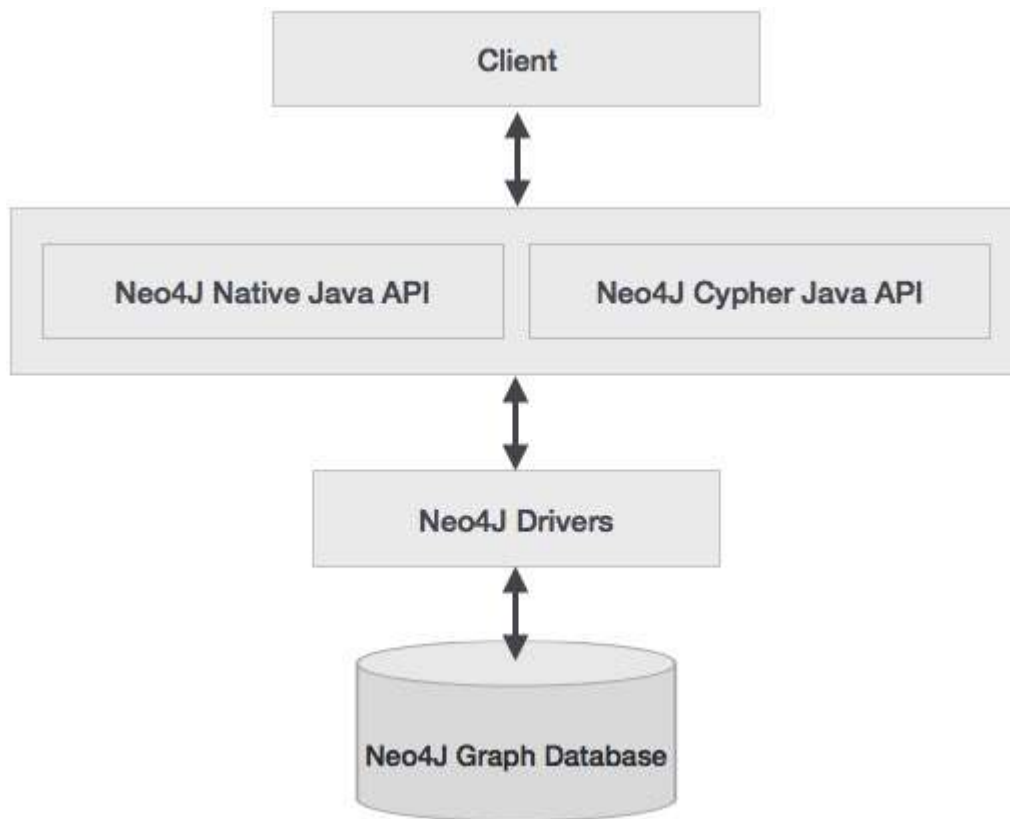 Client
Neo4J Native Java API
Neo4J Cypher Java API
Neo4J Drivers
Neo4J Graph Database